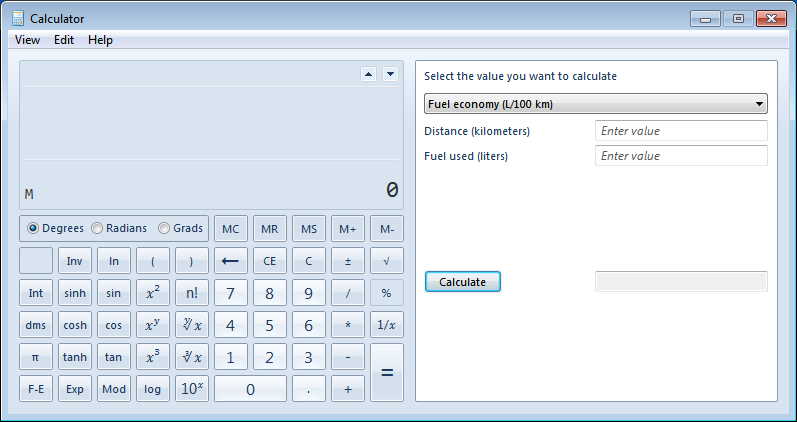 Calculator
View Edit Help
Select the value you want to calculate
Fuel economy (L/100 km)
Distance (kilometers) Enter value
Fuel used (liters) Enter value
Calculate
M 0
Degrees Radians Grads MC MR MS M+ M-
Inv ln ( ) ← CE C ± √
Int sinh sin x² n! 7 8 9 / %
dms cosh cos xʸ ʸ√x 4 5 6 * 1/x
π tanh tan x³ ³√x 1 2 3 - =
F-E Exp Mod log 10ˣ 0 . +